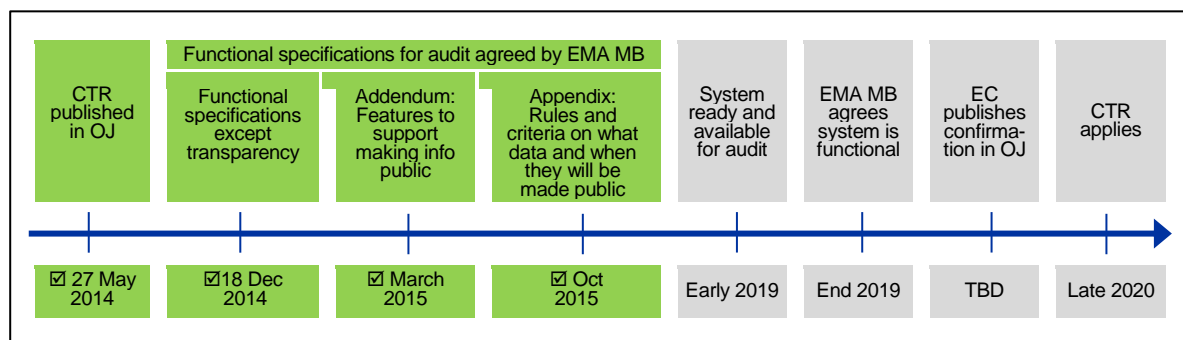 Functional specifications for audit agreed by EMA MB
CTR
published
in OJ
Functional
specifications
except
transparency
Addendum:
Features to
support
making info
public
Appendix:
Rules and
criteria on what
data and when
they will be
made public
System
ready and
available
for audit
EMA MB
agrees
system is
functional
EC
publishes
confirma-
tion in OJ
CTR
applies
☑ 27 May
2014
☑18 Dec
2014
☑ March
2015
☑ Oct
2015
Early 2019
End 2019
TBD
Late 2020